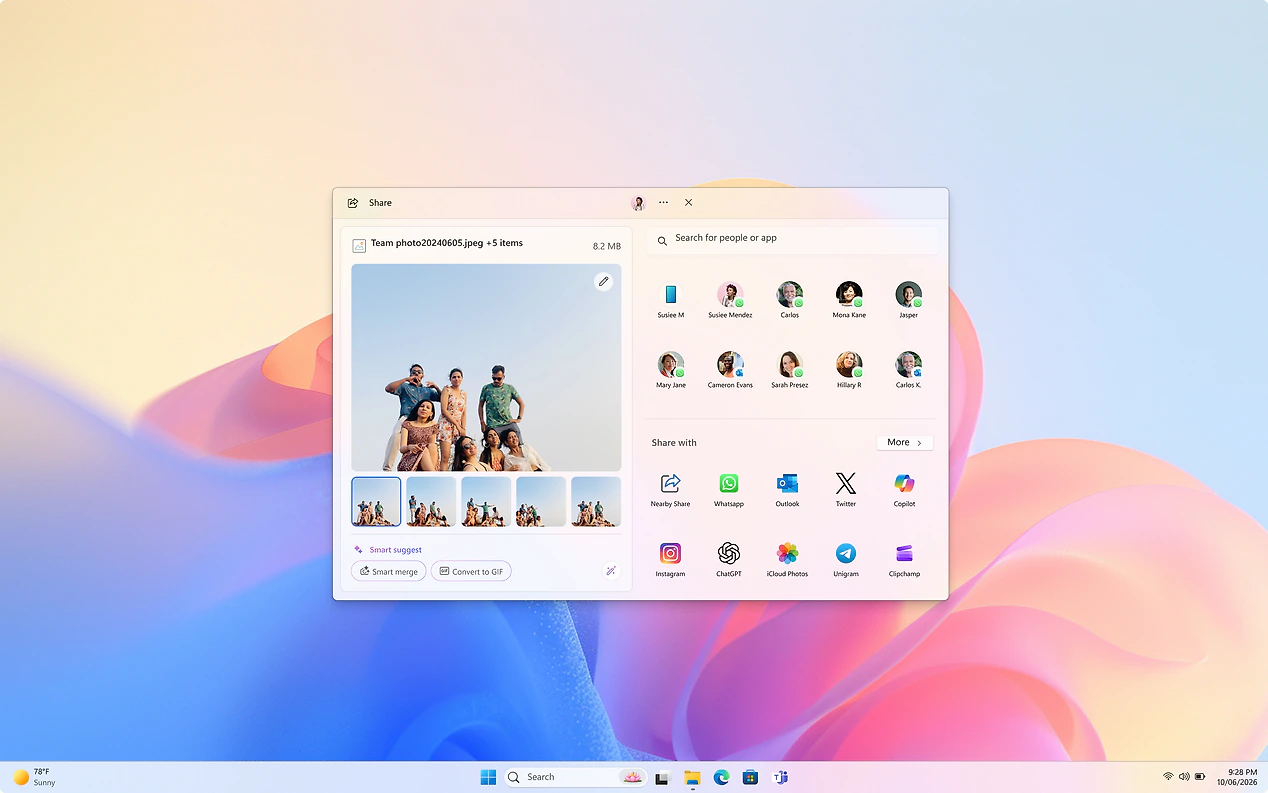 Share
Team photo20240605.jpeg +5 items
8.2 MB
Smart suggest
Smart merge
GIF
Convert to GIF
Search for people or app
Susiee M
Susiee Mendez
Carlos
Mona Kane
Jasper
Mary Jane
Cameron Evans
Sarah Presez
Hillary R
Carlos K.
Share with
More
Nearby Share
Whatsapp
Outlook
Twitter
Copilot
Instagram
ChatGPT
iCloud Photos
Unigram
Clipchamp
78°F
Sunny
Search
9:28 PM
10/06/2026